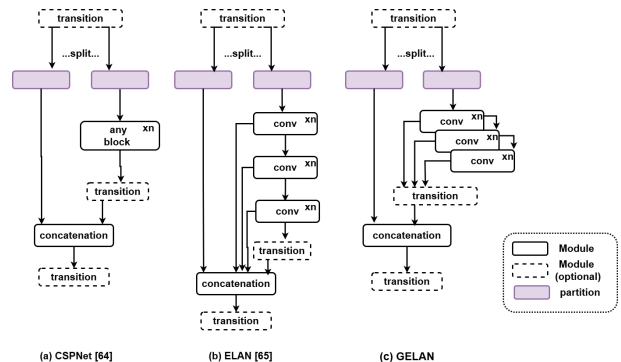 transition
...split...
any
block
xn
transition
concatenation
transition
(a) CSPNet [64]
transition
...split...
conv
xn
conv
xn
conv
xn
transition
concatenation
transition
(b) ELAN [65]
transition
...split...
conv
xn
conv
xn
conv
xn
transition
concatenation
transition
(c) GELAN
Module
Module
(optional)
partition